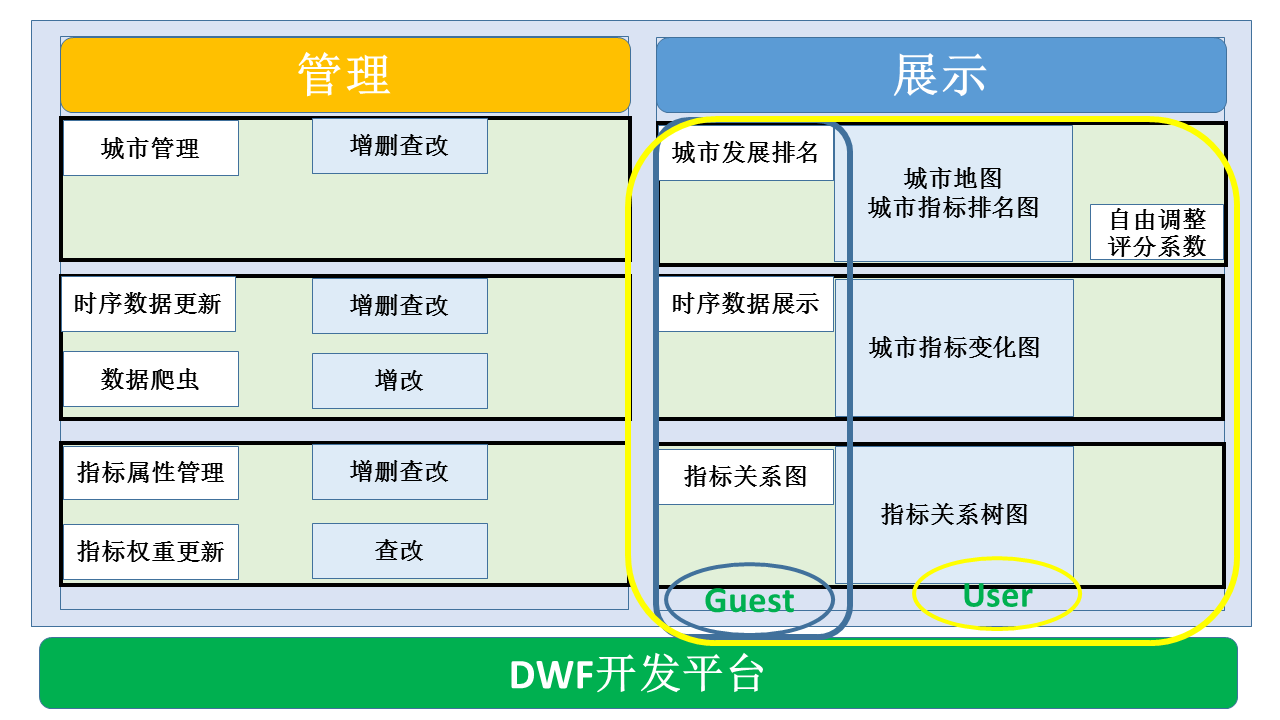 管理
城市管理
增删查改
时序数据更新
增删查改
数据爬虫
增改
指标属性管理
增删查改
指标权重更新
查改
展示
城市发展排名
城市地图
城市指标排名图
自由调整
评分系数
时序数据展示
城市指标变化图
指标关系图
指标关系树图
Guest
User
DWF开发平台